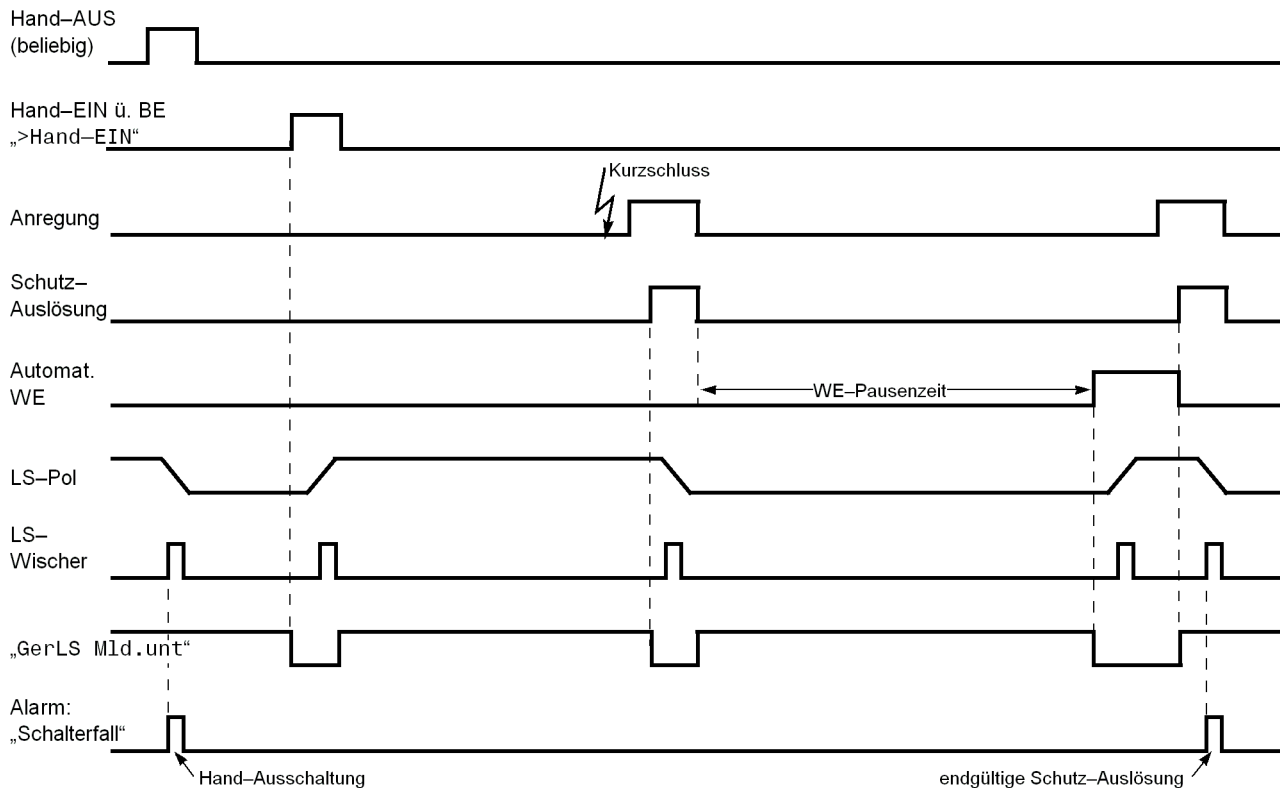 Hand–AUS
(beliebig)
Hand–EIN ü. BE
„>Hand–EIN“
Kurzschluss
Anregung
Schutz–
Auslösung
Automat.
WE
WE–Pausenzeit
LS–Pol
LS–
Wischer
„GerLS Mld.unt“
Alarm:
„Schalterfall“
Hand–Ausschaltung
endgültige Schutz–Auslösung